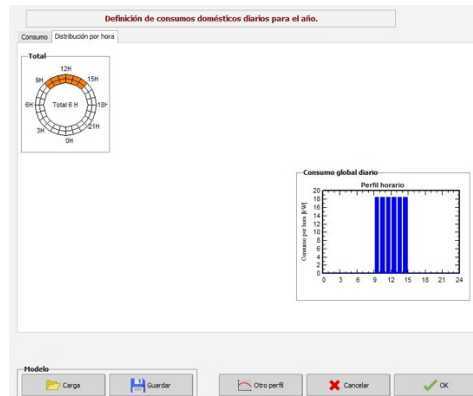 Definición de consumos domésticos diarios para el año.
Consumo Distribución por hora
Total
12H
9H 15H
6H Total 6 H 18H
3H 21H
0H
Consumo global diario
Perfil horario
Consumo por hora [kW]
20
18
16
14
12
10
8
6
4
2
0
0 3 6 9 12 15 18 21 24
Modelo
Carga Guardar Otro perfil Cancelar OK